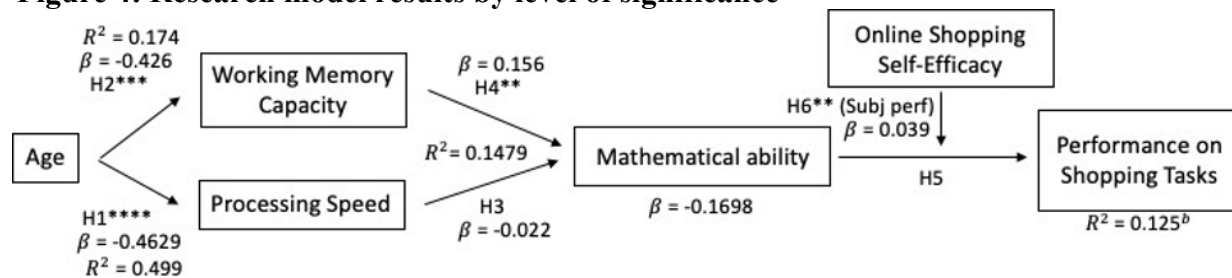 Figure 4: Research model results by level of significance
R² = 0.174
β = -0.426
H2***
Working Memory
Capacity
β = 0.156
H4**
Online Shopping
Self-Efficacy
H6** (Subj perf)
β = 0.039
Age
R²= 0.1479
Mathematical ability
β = -0.1698
H5
Performance on
Shopping Tasks
R² = 0.125ᵇ
Processing Speed
H1****
β = -0.4629
R² = 0.499
H3
β = -0.022